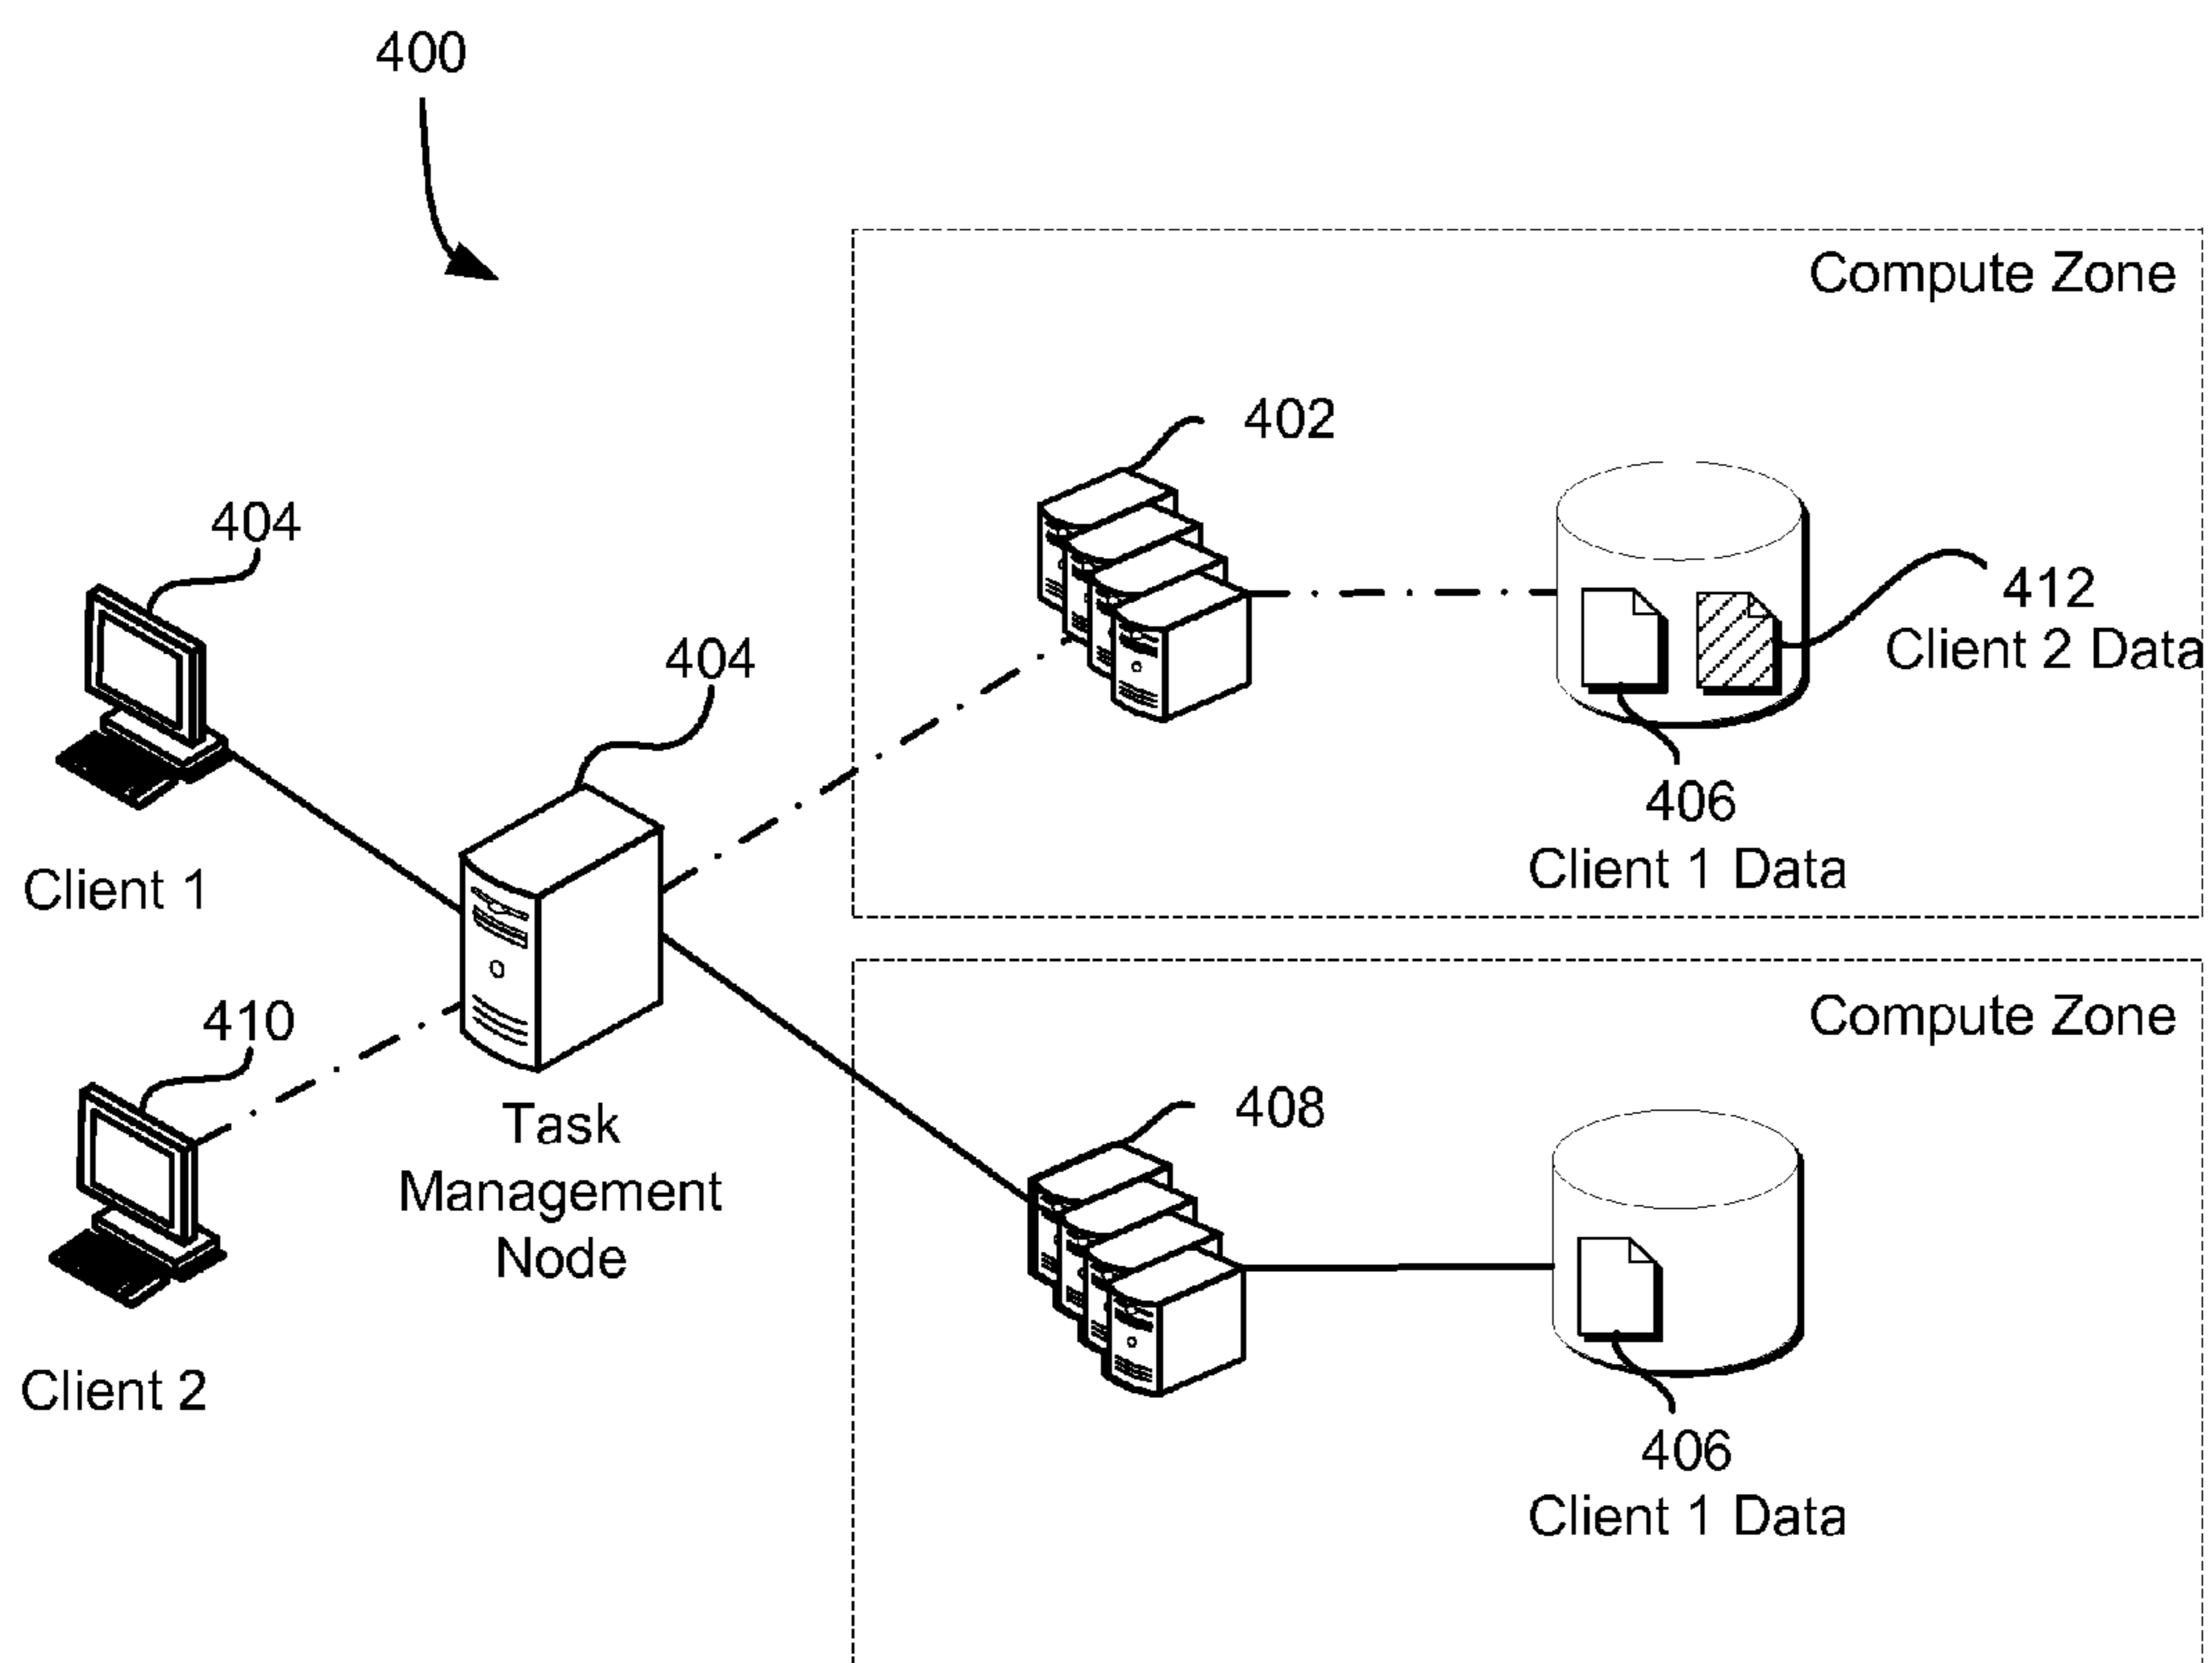 400
Compute Zone
402
404
412
Client 2 Data
404
406
Client 1 Data
Client 1
410
Compute Zone
Task
Management
Node
408
Client 2
406
Client 1 Data